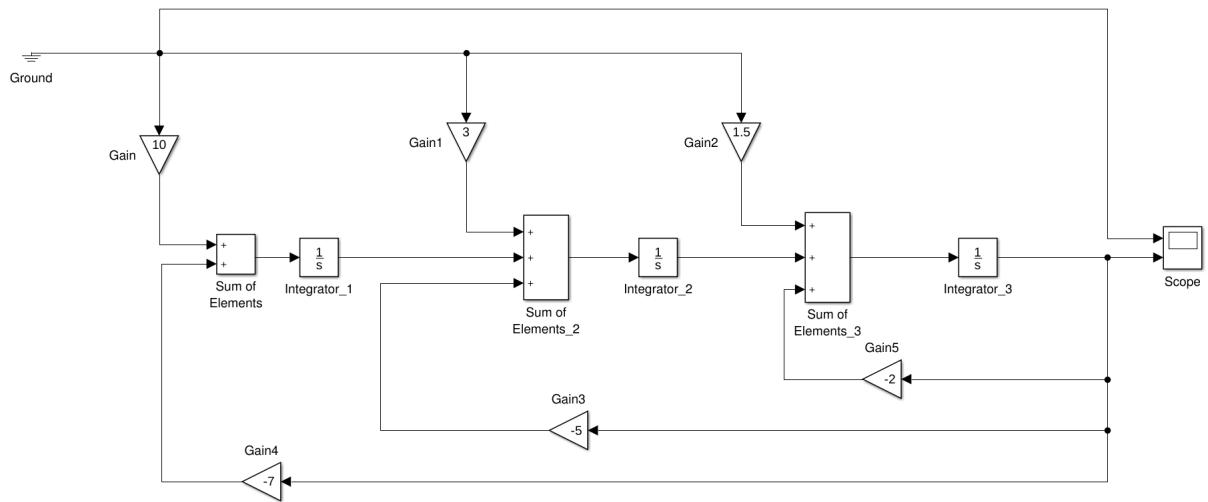 Ground
10
Gain
3
Gain1
1.5
Gain2
+
+
Sum of
Elements
1
s
Integrator_1
+
+
+
Sum of
Elements_2
1
s
Integrator_2
+
+
+
Sum of
Elements_3
1
s
Integrator_3
Scope
Gain5
-2
Gain3
-5
Gain4
-7